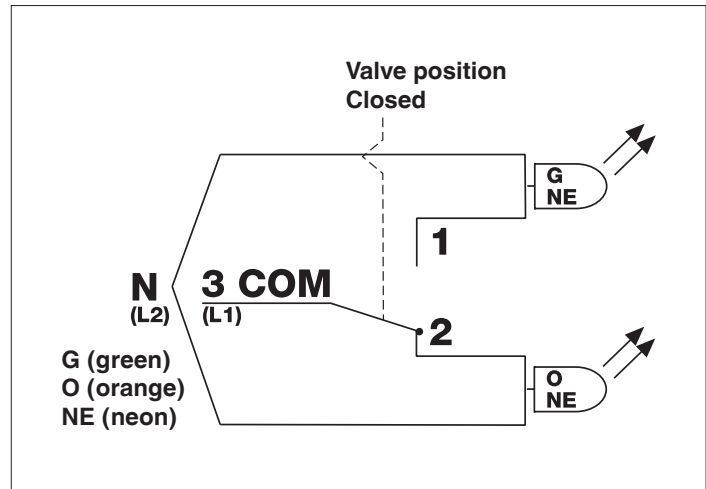 Valve position
Closed
G
NE
1
N 3 COM
(L2) (L1)
2
G (green)
O (orange)
NE (neon)
O
NE